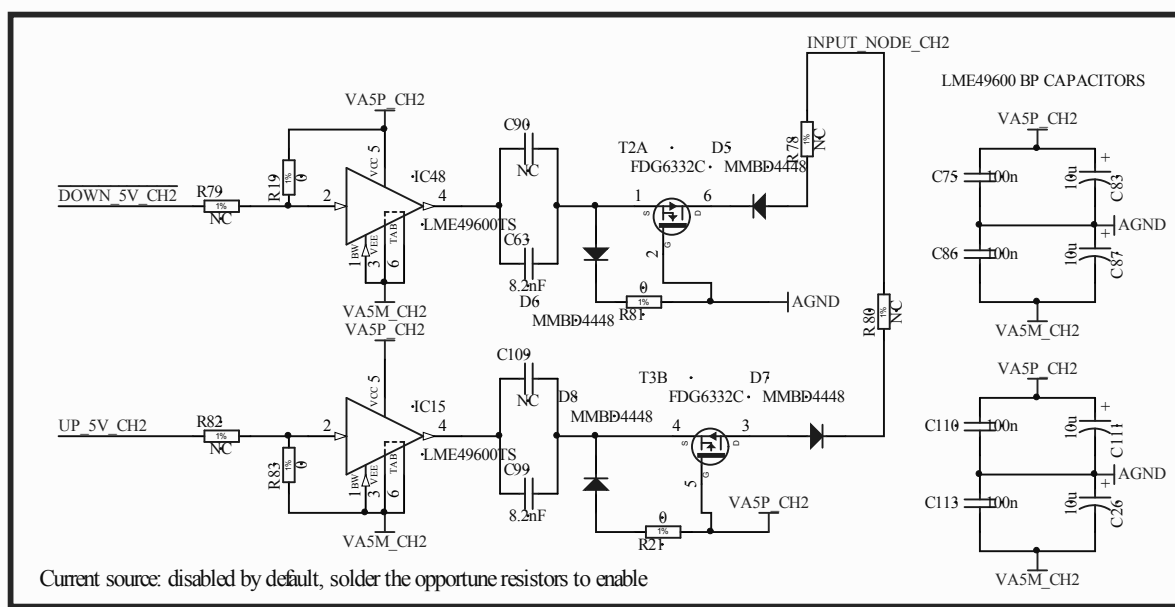 INPUT_NODE_CH2
LME49600 BP CAPACITORS
VA5P_CH2
C90
NC
R78
NC
T2A
D5
FDG6332C
MMBD4448
VA5P_CH2
R19
1%
0
VCC
5
IC48
DOWN_5V_CH2
R79
1%
NC
2
4
LME49600TS
1
BW
3
VEE
6
TAB
1
S
D
6
2
G
C75
100n
10u
+
C83
AGND
C86
100n
10u
+
C87
VA5M_CH2
C63
8.2nF
D6
MMBD4448
0
1%
R81
AGND
R80
1%
NC
VA5M_CH2
VA5P_CH2
C109
NC
D8
MMBD4448
T3B
D7
FDG6332C
MMBD4448
VA5P_CH2
VCC
5
IC15
UP_5V_CH2
R82
1%
NC
2
4
LME49600TS
R83
1%
0
1
BW
3
VEE
6
TAB
4
S
D
3
5
G
C110
100n
10u
+
C111
AGND
C113
100n
10u
+
C26
VA5M_CH2
C99
8.2nF
VA5P_CH2
0
1%
R21
VA5M_CH2
Current source: disabled by default, solder the opportune resistors to enable